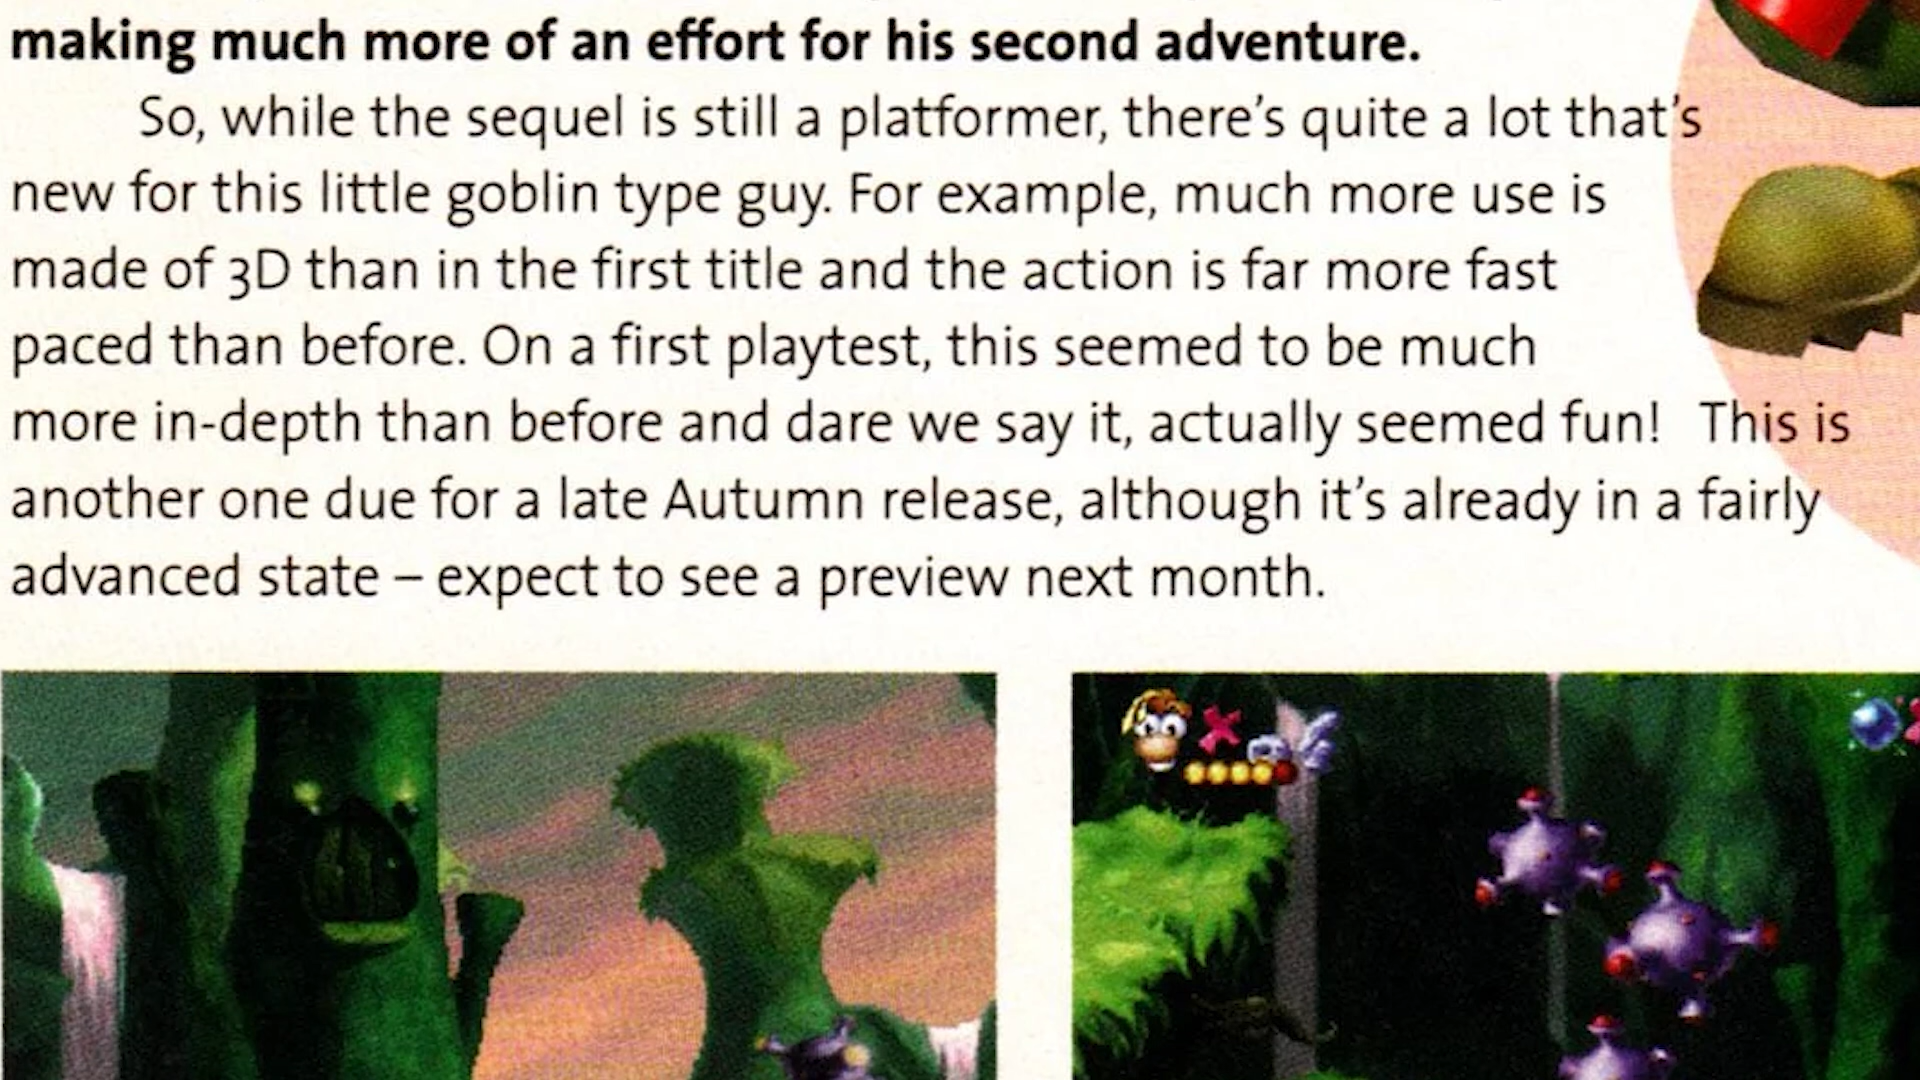 making much more of an effort for his second adventure.
So, while the sequel is still a platformer, there's quite a lot that's
new for this little goblin type guy. For example, much more use is
made of 3D than in the first title and the action is far more fast
paced than before. On a first playtest, this seemed to be much
more in-depth than before and dare we say it, actually seemed fun! This is
another one due for a late Autumn release, although it's already in a fairly
advanced state – expect to see a preview next month.